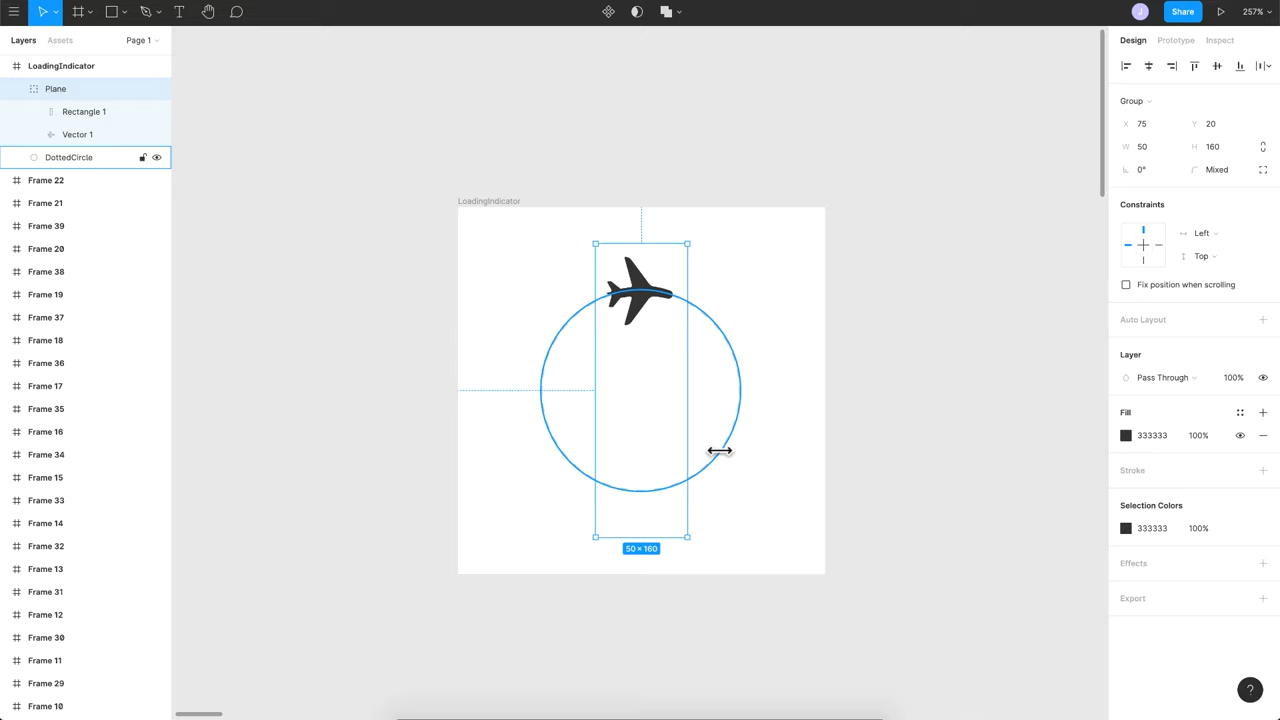 J
Share
257%
Layers
Assets
Page 1
LoadingIndicator
Plane
Rectangle 1
Vector 1
DottedCircle
Frame 22
Frame 21
Frame 39
Frame 20
Frame 38
Frame 19
Frame 37
Frame 18
Frame 36
Frame 17
Frame 35
Frame 16
Frame 34
Frame 15
Frame 33
Frame 14
Frame 32
Frame 13
Frame 31
Frame 12
Frame 30
Frame 11
Frame 29
Frame 10
LoadingIndicator
50 × 160
Design
Prototype
Inspect
Group
X 75 Y 20
W 50 H 160
0° Mixed
Constraints
Left
Top
Fix position when scrolling
Auto Layout
Layer
Pass Through 100%
Fill
333333 100%
Stroke
Selection Colors
333333 100%
Effects
Export
?